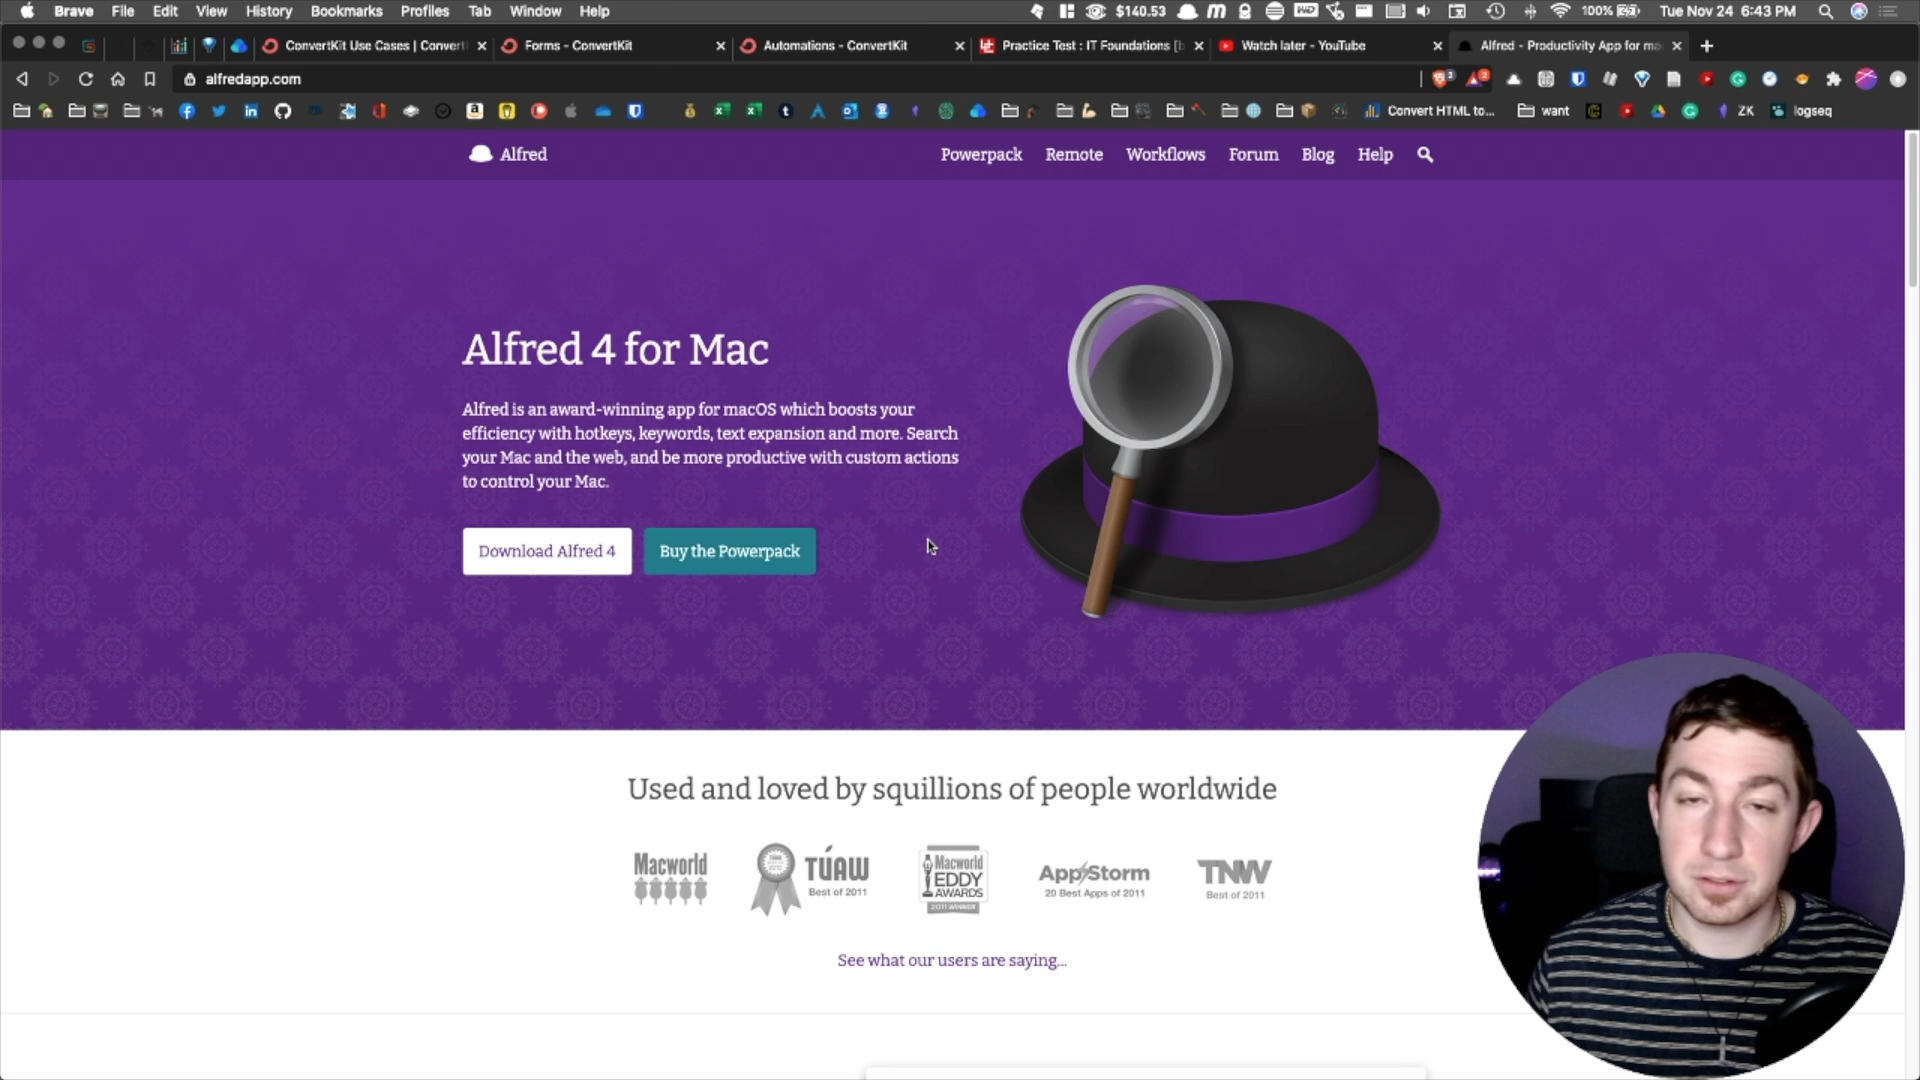 Brave File Edit View History Bookmarks Profiles Tab Window Help $140.53 100% Tue Nov 24 6:43 PM
ConvertKit Use Cases | Convert Forms - ConvertKit Automations - ConvertKit Practice Test : IT Foundations Watch later - YouTube Alfred - Productivity App for ma
alfredapp.com
Convert HTML to... want ZK logseq
Alfred Powerpack Remote Workflows Forum Blog Help
Alfred 4 for Mac
Alfred is an award-winning app for macOS which boosts your
efficiency with hotkeys, keywords, text expansion and more. Search
your Mac and the web, and be more productive with custom actions
to control your Mac.
Download Alfred 4 Buy the Powerpack
Used and loved by squillions of people worldwide
Macworld TÚAW Best of 2011 Macworld EDDY AWARDS 2011 WINNER AppStorm 20 Best Apps of 2011 TNW Best of 2011
See what our users are saying...